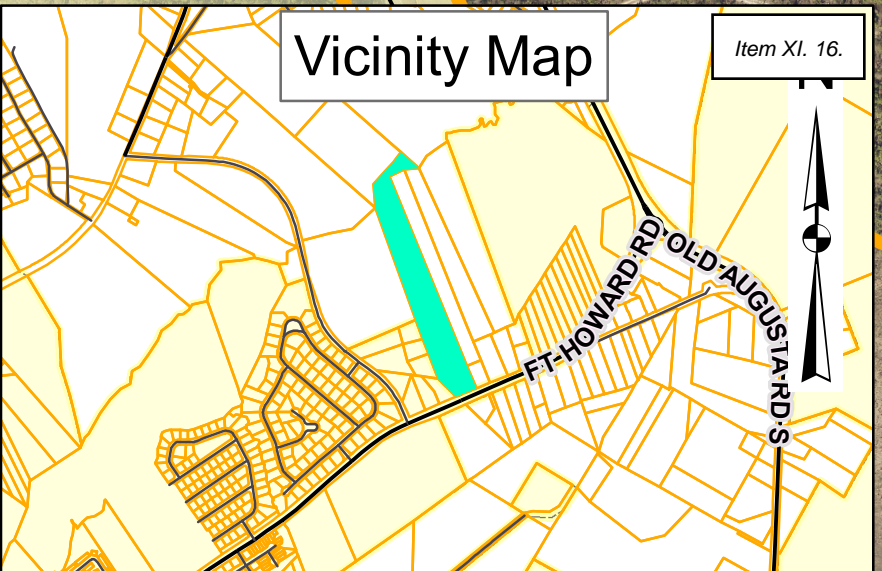 Vicinity Map
Item XI. 16.
N
FT HOWARD RD
OLD AUGUSTA RD S